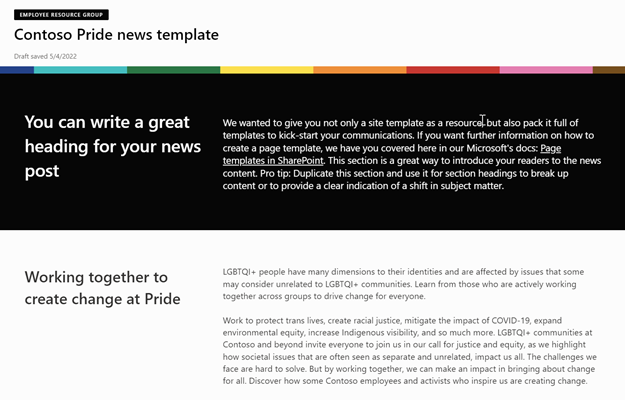 EMPLOYEE RESOURCE GROUP
Contoso Pride news template
Draft saved 5/4/2022
You can write a great
heading for your news
post
We wanted to give you not only a site template as a resource but also pack it full of
templates to kick-start your communications. If you want further information on how to
create a page template, we have you covered here in our Microsoft's docs: Page
templates in SharePoint. This section is a great way to introduce your readers to the news
content. Pro tip: Duplicate this section and use it for section headings to break up
content or to provide a clear indication of a shift in subject matter.
Working together to
create change at Pride
LGBTQI+ people have many dimensions to their identities and are affected by issues that some
may consider unrelated to LGBTQI+ communities. Learn from those who are actively working
together across groups to drive change for everyone.
Work to protect trans lives, create racial justice, mitigate the impact of COVID-19, expand
environmental equity, increase Indigenous visibility, and so much more. LGBTQI+ communities at
Contoso and beyond invite everyone to join us in our call for justice and equity, as we highlight
how societal issues that are often seen as separate and unrelated, impact us all. The challenges we
face are hard to solve. But by working together, we can make an impact in bringing about change
for all. Discover how some Contoso employees and activists who inspire us are creating change.